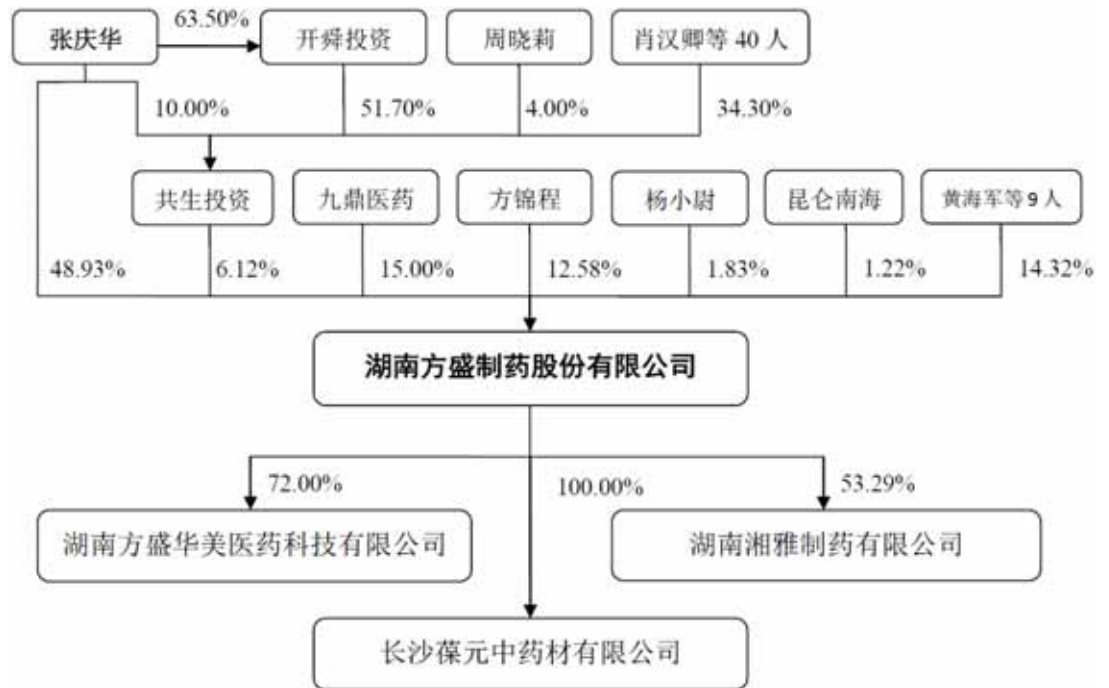 63.50%
张庆华
开舜投资
周晓莉
肖汉卿等 40 人
10.00%
51.70%
4.00%
34.30%
共生投资
九鼎医药
方锦程
杨小尉
昆仑南海
黄海军等 9 人
48.93%
6.12%
15.00%
12.58%
1.83%
1.22%
14.32%
湖南方盛制药股份有限公司
72.00%
100.00%
53.29%
湖南方盛华美医药科技有限公司
湖南湘雅制药有限公司
长沙葆元中药材有限公司